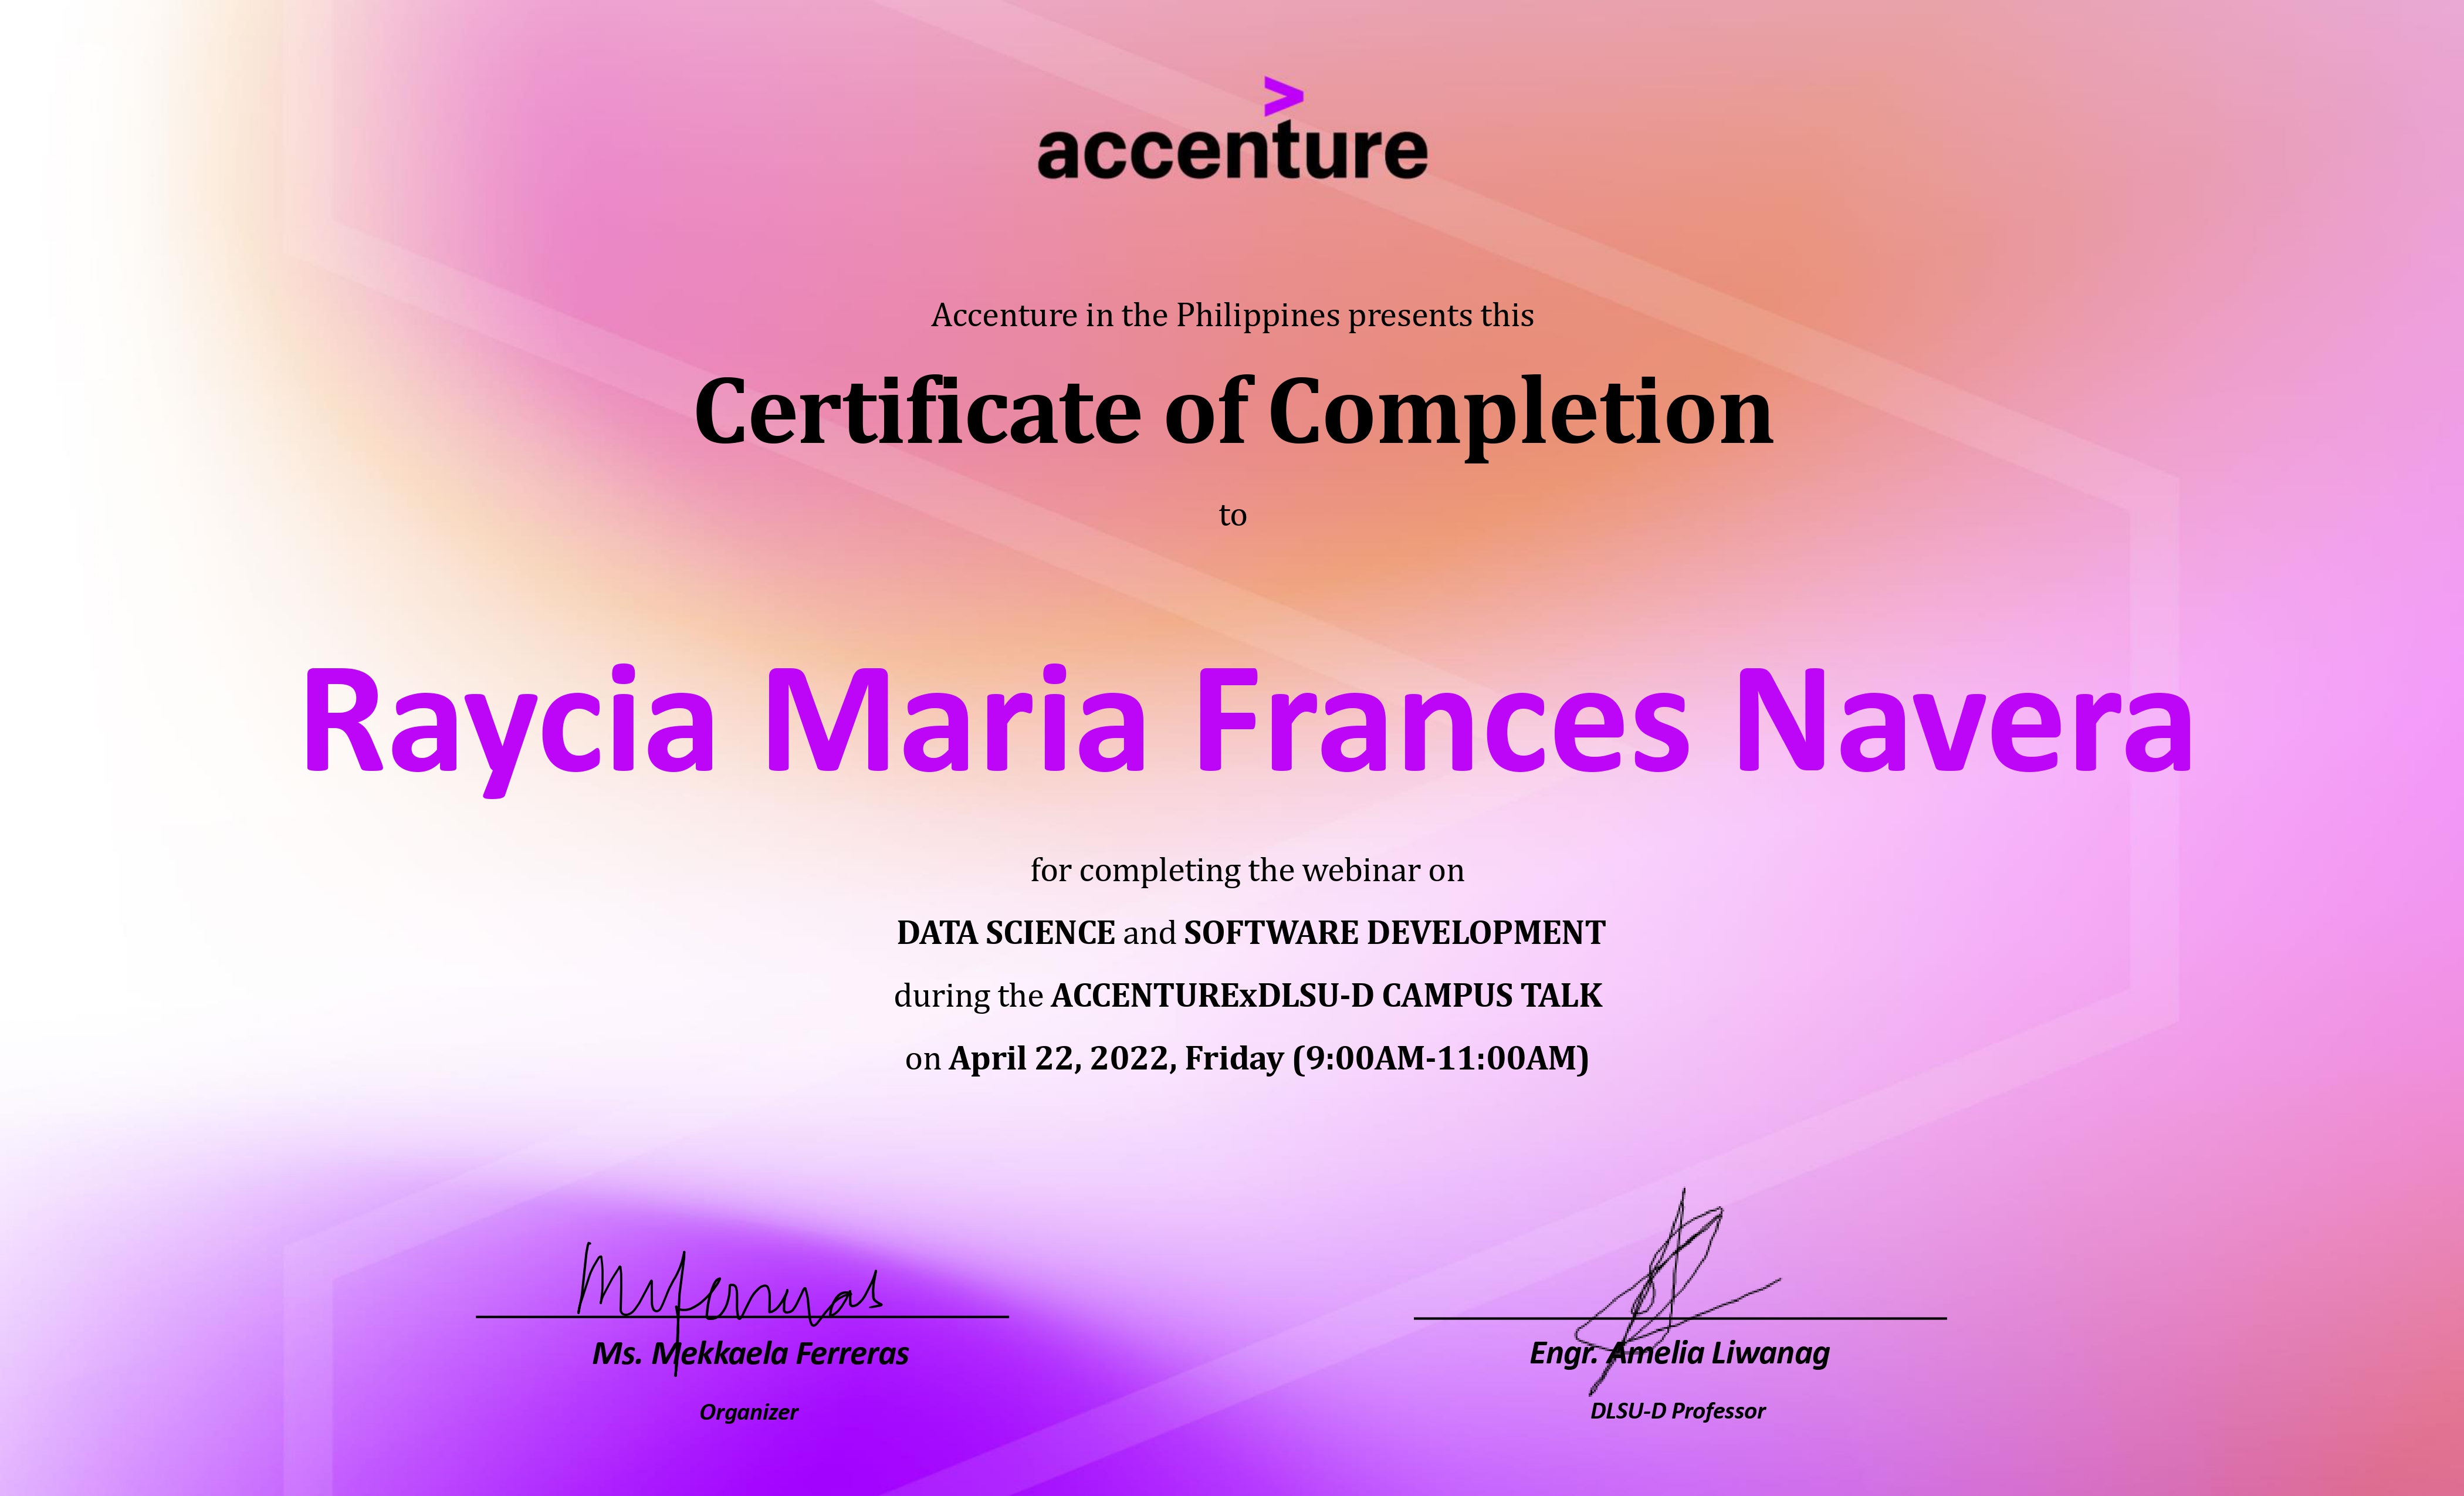 >
accenture
Accenture in the Philippines presents this
Certificate of Completion
to
Raycia Maria Frances Navera
for completing the webinar on
DATA SCIENCE and SOFTWARE DEVELOPMENT
during the ACCENTURExDLSU-D CAMPUS TALK
on April 22, 2022, Friday (9:00AM-11:00AM)
Ms. Mekkaela Ferreras
Organizer
Engr. Amelia Liwanag
DLSU-D Professor